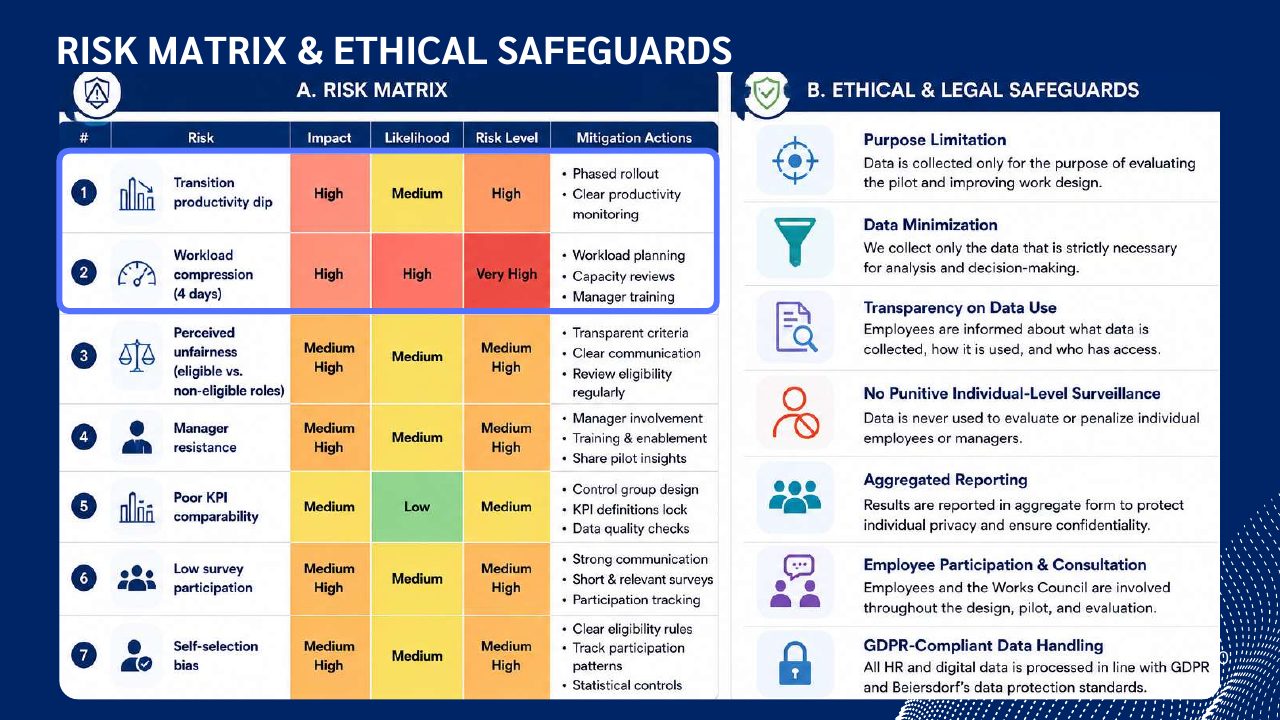 RISK MATRIX & ETHICAL SAFEGUARDS
A. RISK MATRIX
# Risk Impact Likelihood Risk Level Mitigation Actions
1
Transition
productivity dip
High
Medium
High
• Phased rollout
• Clear productivity
monitoring
2
Workload
compression
(4 days)
High
High
Very High
• Workload planning
• Capacity reviews
• Manager training
3
Perceived
unfairness
(eligible vs.
non-eligible roles)
Medium
High
Medium
Medium
High
• Transparent criteria
• Clear communication
• Review eligibility
regularly
4
Manager
resistance
Medium
High
Medium
Medium
High
• Manager involvement
• Training & enablement
• Share pilot insights
5
Poor KPI
comparability
Medium
Low
Medium
• Control group design
• KPI definitions lock
• Data quality checks
6
Low survey
participation
Medium
High
Medium
Medium
High
• Strong communication
• Short & relevant surveys
• Participation tracking
7
Self-selection
bias
Medium
High
Medium
Medium
High
• Clear eligibility rules
• Track participation
patterns
• Statistical controls
B. ETHICAL & LEGAL SAFEGUARDS
Purpose Limitation
Data is collected only for the purpose of evaluating
the pilot and improving work design.
Data Minimization
We collect only the data that is strictly necessary
for analysis and decision-making.
Transparency on Data Use
Employees are informed about what data is
collected, how it is used, and who has access.
No Punitive Individual-Level Surveillance
Data is never used to evaluate or penalize individual
employees or managers.
Aggregated Reporting
Results are reported in aggregate form to protect
individual privacy and ensure confidentiality.
Employee Participation & Consultation
Employees and the Works Council are involved
throughout the design, pilot, and evaluation.
GDPR-Compliant Data Handling
All HR and digital data is processed in line with GDPR
and Beiersdorf's data protection standards.